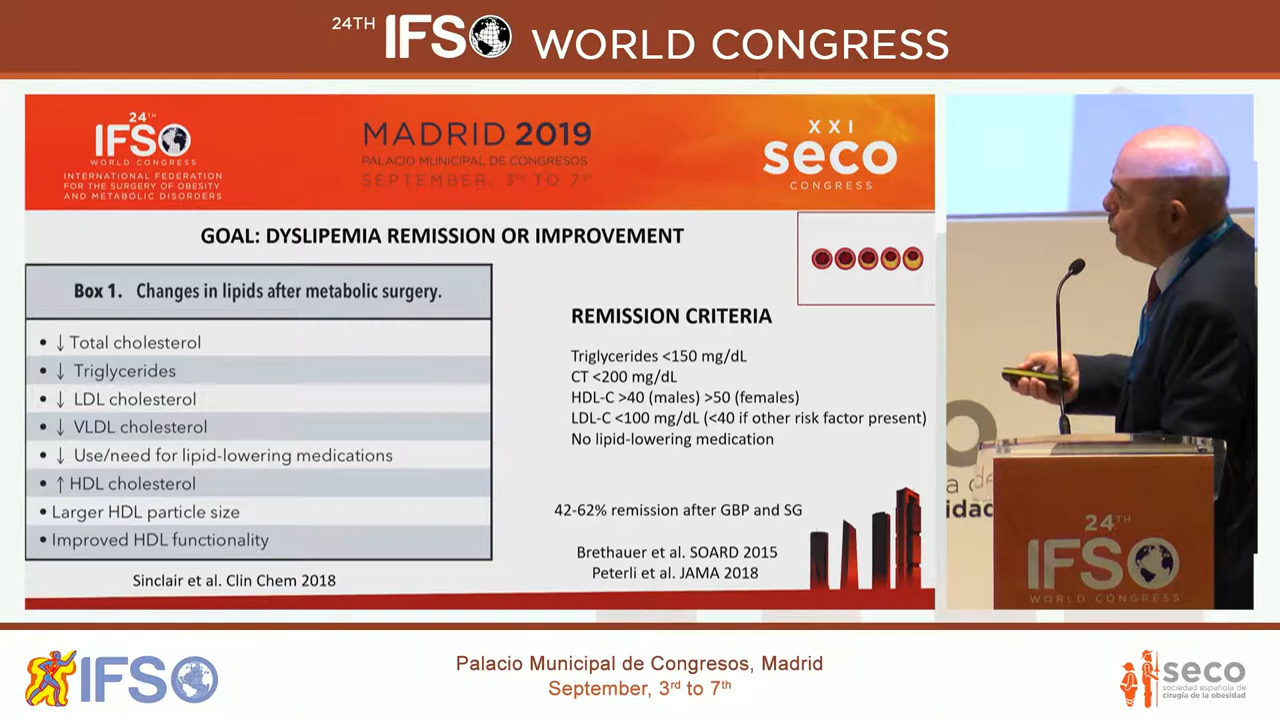 24TH IFSO WORLD CONGRESS
24TH
IFSO
WORLD CONGRESS
INTERNATIONAL FEDERATION
FOR THE SURGERY OF OBESITY
AND METABOLIC DISORDERS
MADRID 2019
PALACIO MUNICIPAL DE CONGRESOS
SEPTEMBER, 3rd TO 7th
XXI
seco
CONGRESS
GOAL: DYSLIPEMIA REMISSION OR IMPROVEMENT
Box 1. Changes in lipids after metabolic surgery.
• ↓ Total cholesterol
• ↓ Triglycerides
• ↓ LDL cholesterol
• ↓ VLDL cholesterol
• ↓ Use/need for lipid-lowering medications
• ↑ HDL cholesterol
• Larger HDL particle size
• Improved HDL functionality
Sinclair et al. Clin Chem 2018
REMISSION CRITERIA
Triglycerides <150 mg/dL
CT <200 mg/dL
HDL-C >40 (males) >50 (females)
LDL-C <100 mg/dL (<40 if other risk factor present)
No lipid-lowering medication
42-62% remission after GBP and SG
Brethauer et al. SOARD 2015
Peterli et al. JAMA 2018
24TH
IFSO
WORLD CONGRESS
IFSO
Palacio Municipal de Congresos, Madrid
September, 3rd to 7th
seco
sociedad española de
cirugía de la obesidad